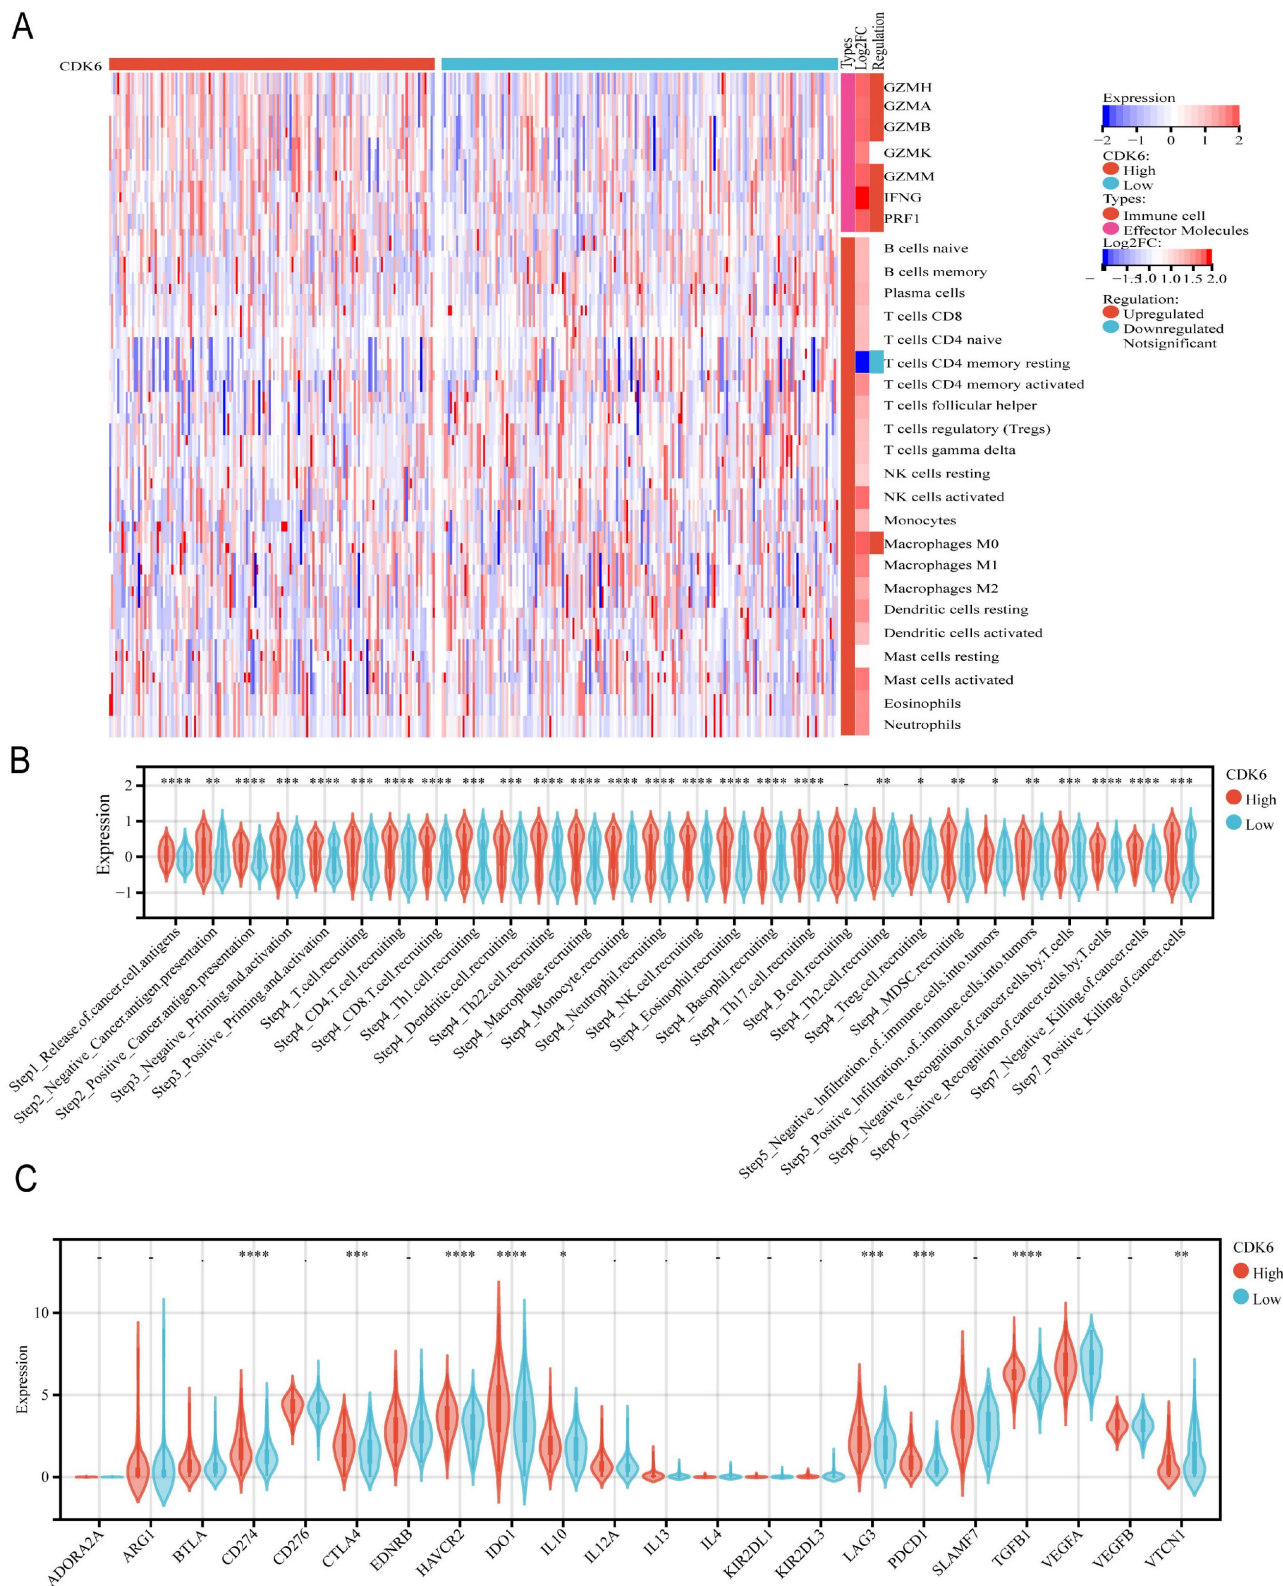 A
CDK6
Types
Log2FC
Regulation
GZMH
GZMA
GZMB
GZMK
GZMM
IFNG
PRF1
B cells naive
B cells memory
Plasma cells
T cells CD8
T cells CD4 naive
T cells CD4 memory resting
T cells CD4 memory activated
T cells follicular helper
T cells regulatory (Tregs)
T cells gamma delta
NK cells resting
NK cells activated
Monocytes
Macrophages M0
Macrophages M1
Macrophages M2
Dendritic cells resting
Dendritic cells activated
Mast cells resting
Mast cells activated
Eosinophils
Neutrophils
Expression
−2 −1 0 1 2
CDK6:
High
Low
Types:
Immune cell
Effector Molecules
Log2FC:
− −1.5 1.0 1.0 1.5 2.0
Regulation:
Upregulated
Downregulated
Notsignificant
B
Expression
2
1
0
−1
**** ** **** *** **** *** **** **** *** *** **** **** **** **** **** **** **** **** - ** * ** * ** *** **** **** ***
CDK6
High
Low
Step1_Release.of.cancer.cell.antigens
Step2_Negative_Cancer.antigen.presentation
Step2_Positive_Cancer.antigen.presentation
Step3_Negative_Priming.and.activation
Step3_Positive_Priming.and.activation
Step4_T.cell.recruiting
Step4_CD4.T.cell.recruiting
Step4_CD8.T.cell.recruiting
Step4_Th1.cell.recruiting
Step4_Dendritic.cell.recruiting
Step4_Th22.cell.recruiting
Step4_Macrophage.recruiting
Step4_Monocyte.recruiting
Step4_Neutrophil.recruiting
Step4_NK.cell.recruiting
Step4_Eosinophil.recruiting
Step4_Basophil.recruiting
Step4_Th17.cell.recruiting
Step4_B.cell.recruiting
Step4_Th2.cell.recruiting
Step4_Treg.cell.recruiting
Step4_MDSC.recruiting
Step5_Negative_Infiltration..of..immune.cells.into.tumors
Step5_Positive_Infiltration.of.immune.cells.into.tumors
Step6_Negative_Recognition.of.cancer.cells.by.T.cells
Step6_Positive_Recognition.of.cancer.cells.by.T.cells
Step7_Negative_Killing.of.cancer.cells
Step7_Positive_Killing.of.cancer.cells
C
Expression
10
5
0
- - - **** - *** - **** **** * - - - - - *** *** - **** - - **
CDK6
High
Low
ADORA2A
ARG1
BTLA
CD274
CD276
CTLA4
EDNRB
HAVCR2
IDO1
IL10
IL12A
IL13
IL4
KIR2DL1
KIR2DL3
LAG3
PDCD1
SLAMF7
TGFB1
VEGFA
VEGFB
VTCN1